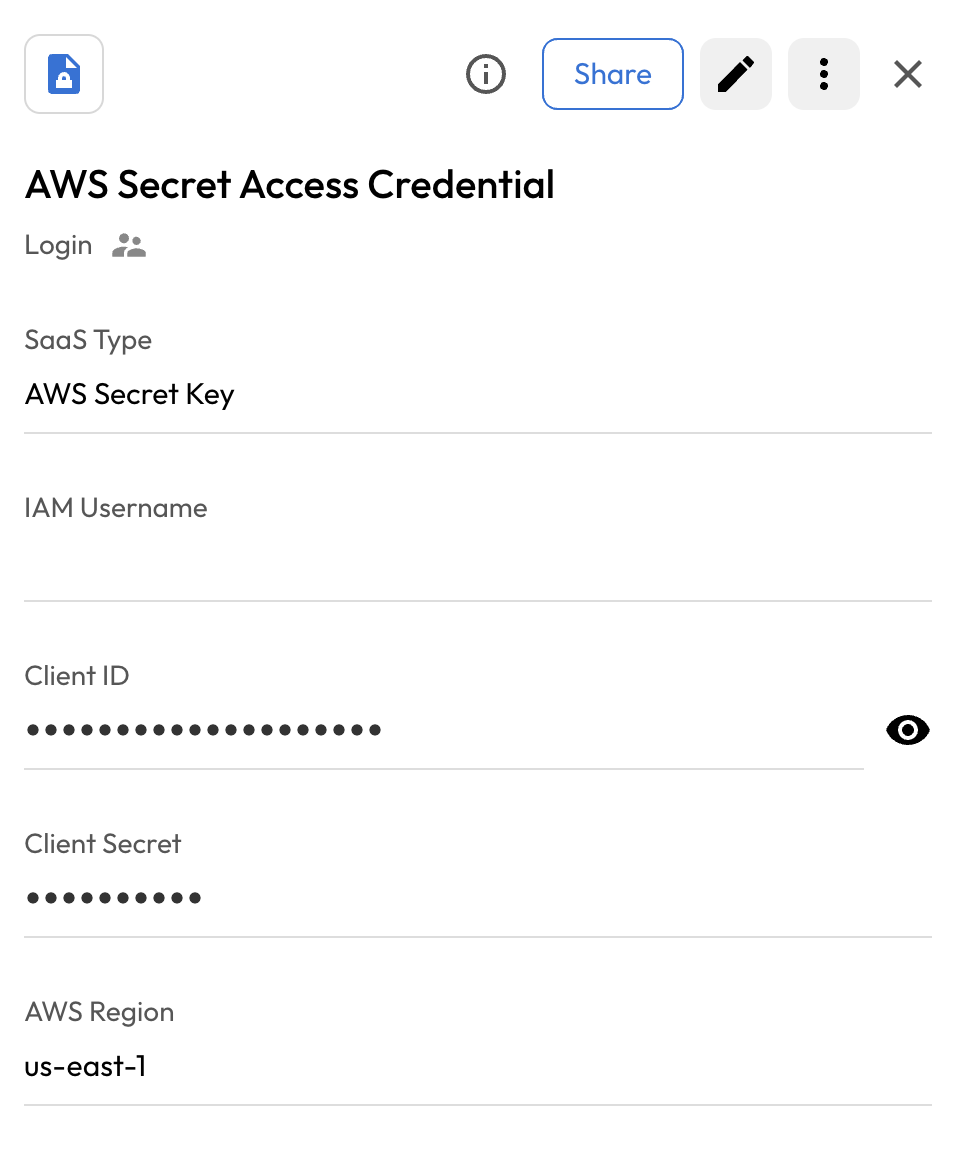 Share
AWS Secret Access Credential
Login
SaaS Type
AWS Secret Key
IAM Username
Client ID
••••••••••••••••••••
Client Secret
••••••••••
AWS Region
us-east-1